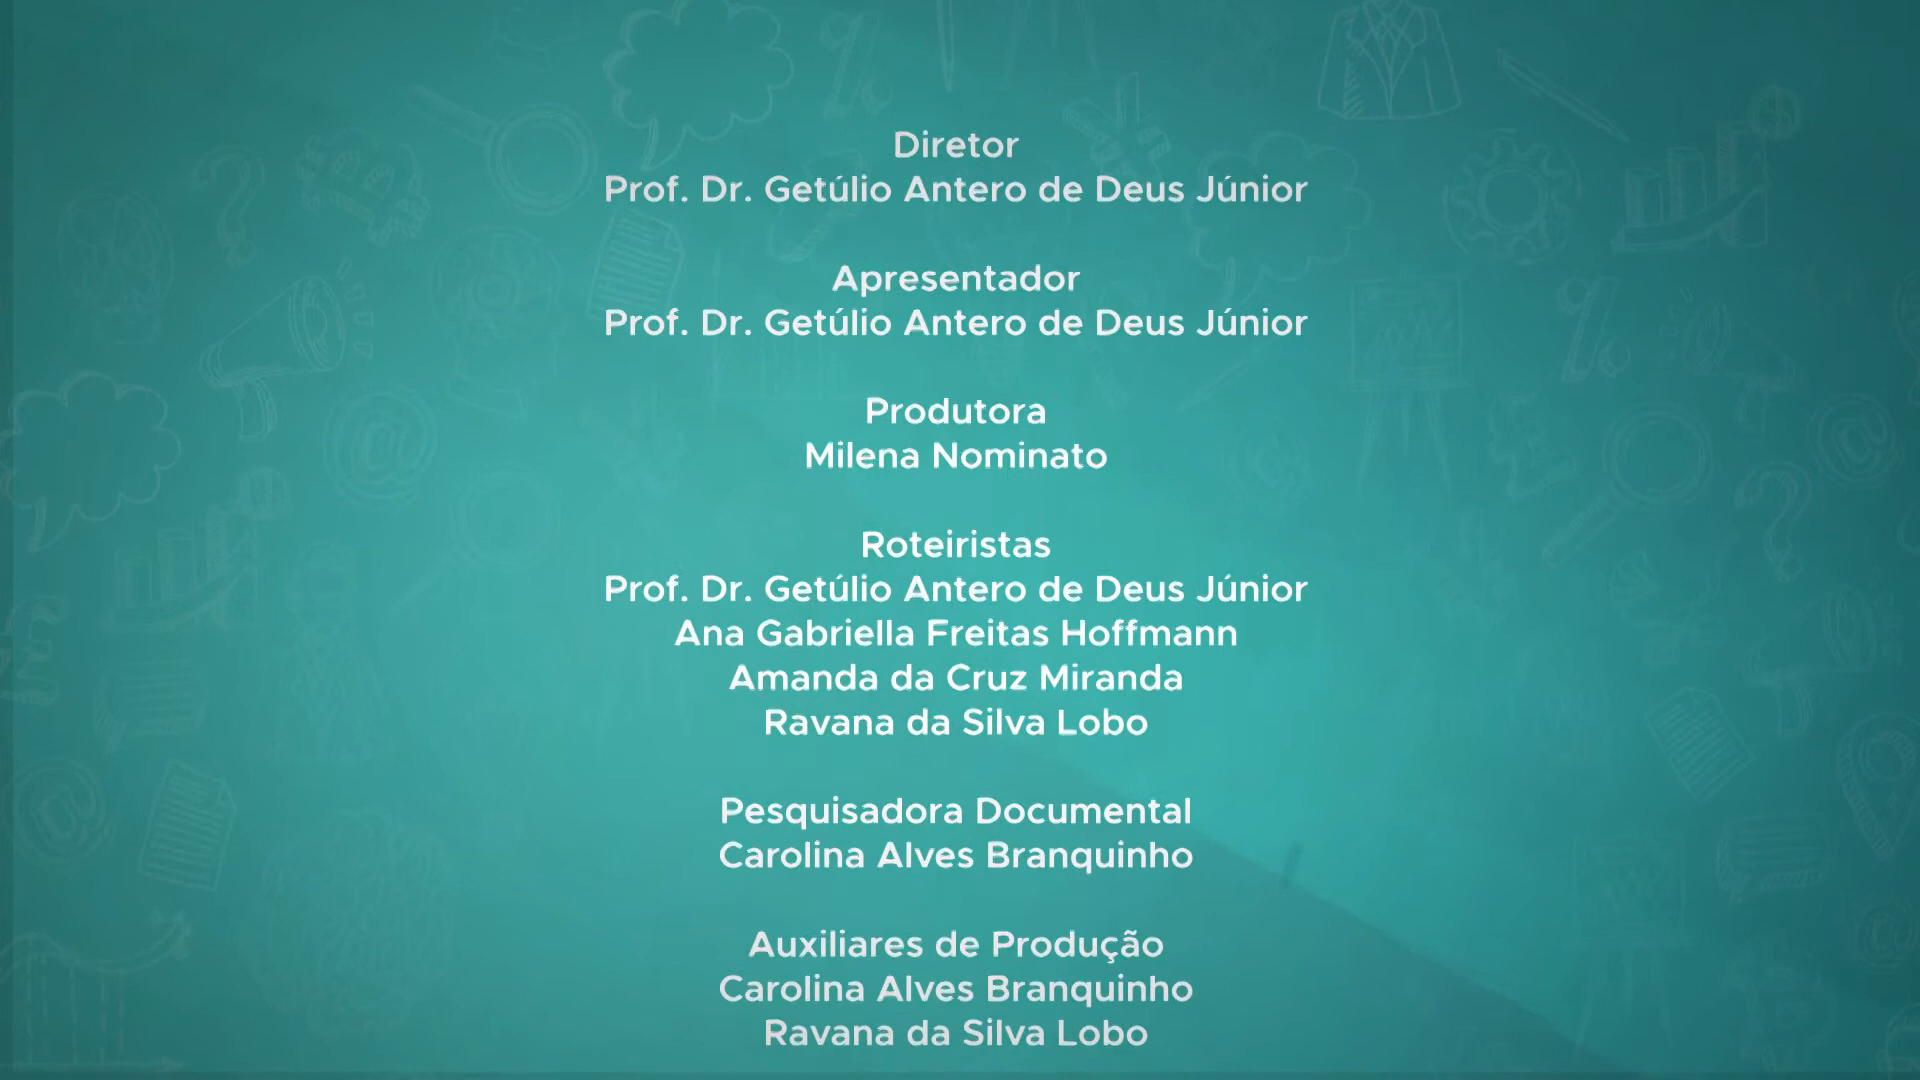 Diretor
Prof. Dr. Getúlio Antero de Deus Júnior
Apresentador
Prof. Dr. Getúlio Antero de Deus Júnior
Produtora
Milena Nominato
Roteiristas
Prof. Dr. Getúlio Antero de Deus Júnior
Ana Gabriella Freitas Hoffmann
Amanda da Cruz Miranda
Ravana da Silva Lobo
Pesquisadora Documental
Carolina Alves Branquinho
Auxiliares de Produção
Carolina Alves Branquinho
Ravana da Silva Lobo